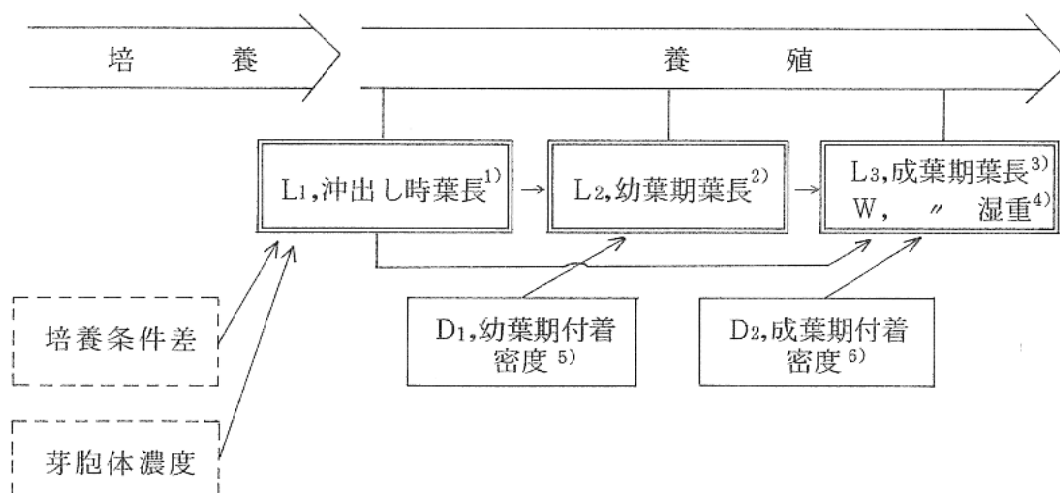 培養
養殖
L1,沖出し時葉長1)
L2,幼葉期葉長2)
L3,成葉期葉長3)
W, 〃 湿重4)
培養条件差
D1,幼葉期付着
密度5)
D2,成葉期付着
密度6)
芽胞体濃度